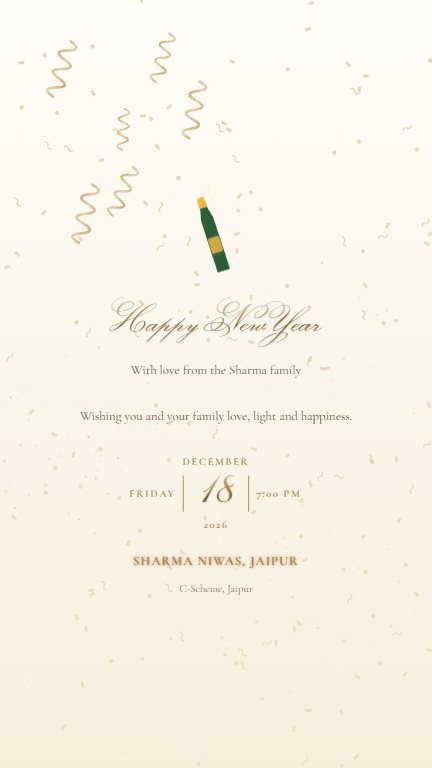 Happy New Year
With love from the Sharma family
Wishing you and your family love, light and happiness.
DECEMBER
FRIDAY 18 7:00 PM
2026
SHARMA NIWAS, JAIPUR
C-Scheme, Jaipur